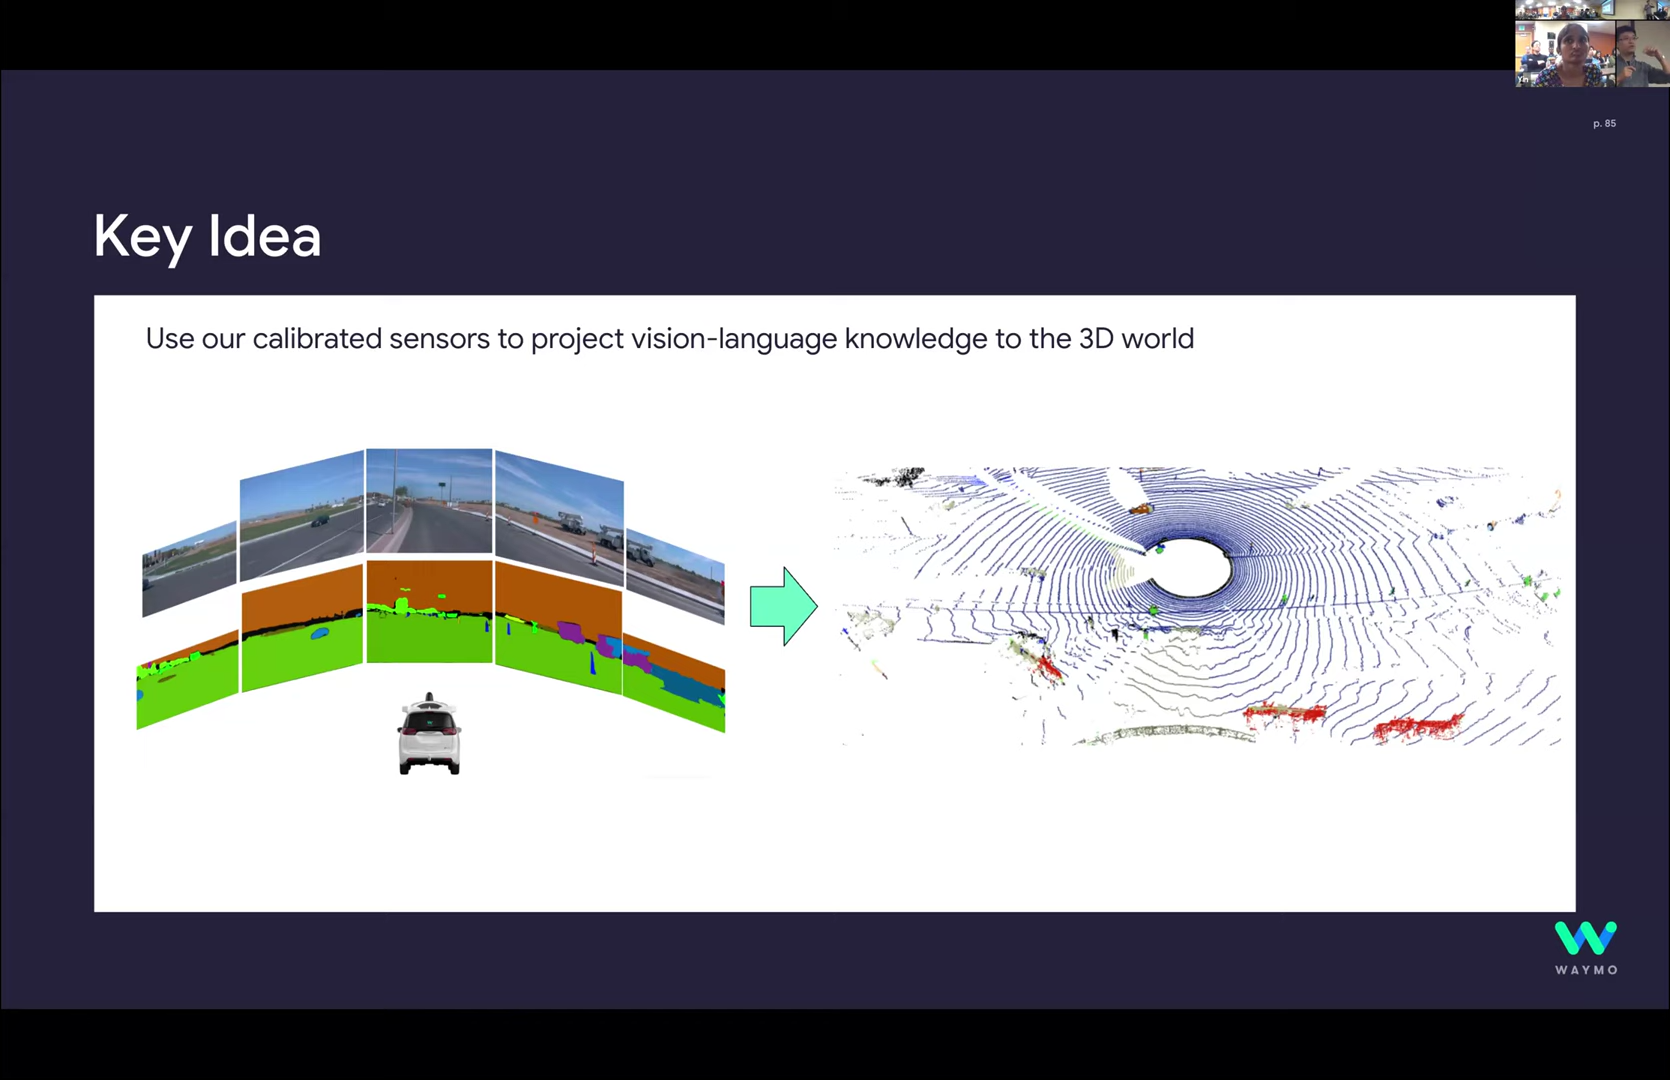 p. 85
Key Idea
Use our calibrated sensors to project vision-language knowledge to the 3D world
WAYMO